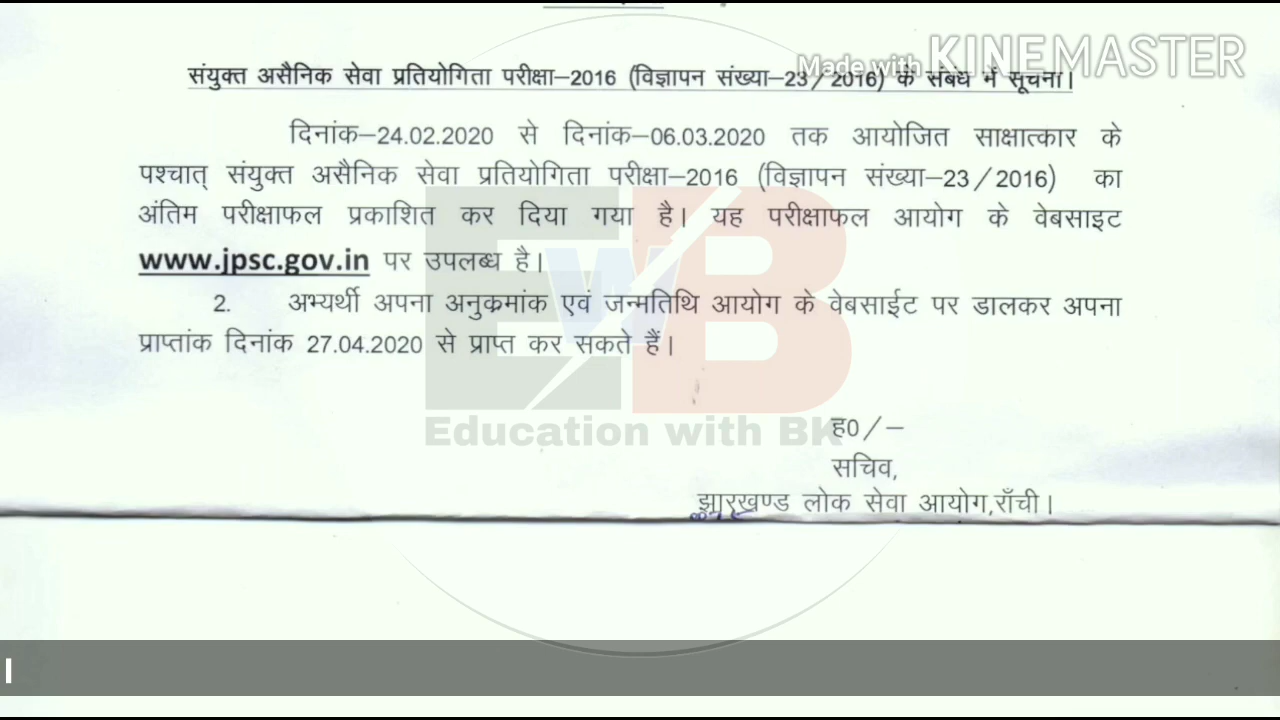 Made with KINEMASTER
संयुक्त असैनिक सेवा प्रतियोगिता परीक्षा–2016 (विज्ञापन संख्या–23/2016) के संबंध में सूचना।
दिनांक–24.02.2020 से दिनांक–06.03.2020 तक आयोजित साक्षात्कार के
पश्चात् संयुक्त असैनिक सेवा प्रतियोगिता परीक्षा–2016 (विज्ञापन संख्या–23/2016) का
अंतिम परीक्षाफल प्रकाशित कर दिया गया है। यह परीक्षाफल आयोग के वेबसाइट
www.jpsc.gov.in पर उपलब्ध है।
2. अभ्यर्थी अपना अनुक्रमांक एवं जन्मतिथि आयोग के वेबसाईट पर डालकर अपना
प्राप्तांक दिनांक 27.04.2020 से प्राप्त कर सकते हैं।
EWB
Education with BK
ह0/–
सचिव,
झारखण्ड लोक सेवा आयोग,राँची।